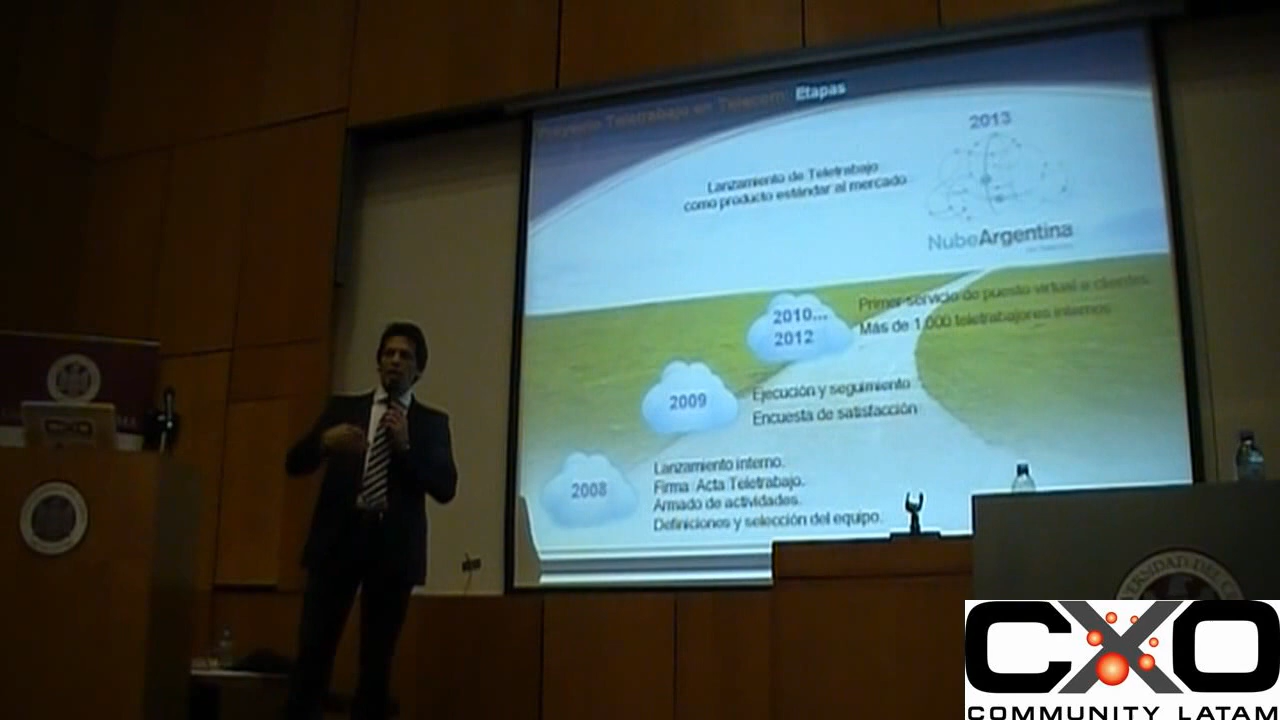 Proyecto Teletrabajo en Telecom: Etapas
2013
Lanzamiento de Teletrabajo
como producto estándar al mercado
NubeArgentina
2010...
2012
Primer servicio de puesto virtual a clientes.
Más de 1.000 teletrabajores internos
2009
Ejecución y seguimiento
Encuesta de satisfacción
2008
Lanzamiento interno.
Firma Acta Teletrabajo.
Armado de actividades.
Definiciones y selección del equipo.
CXO
CXO
COMMUNITY LATAM